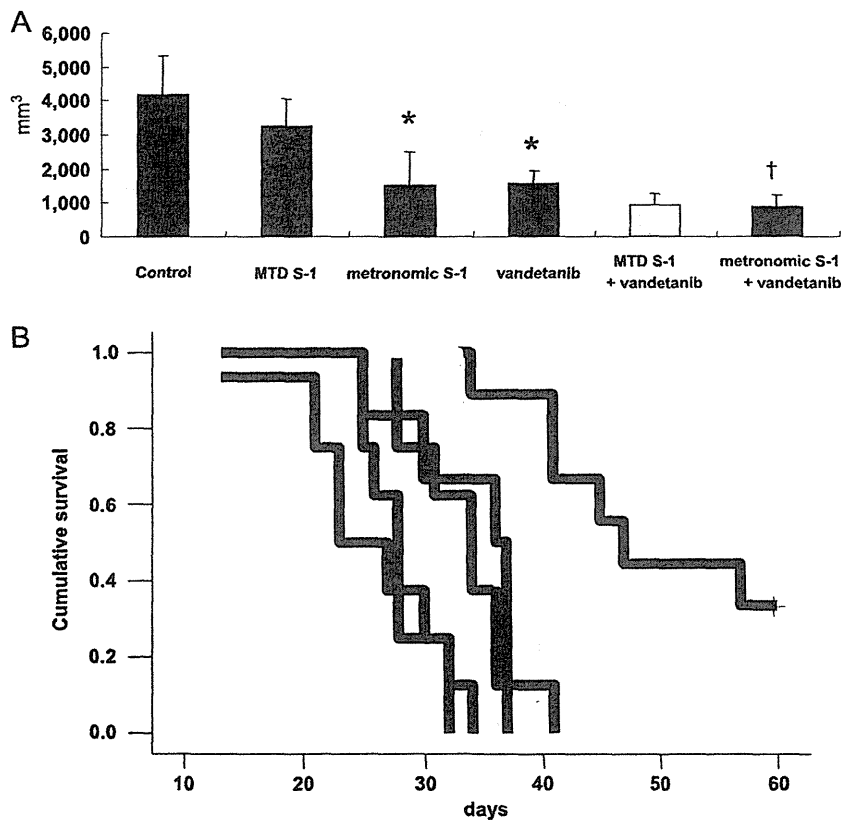 A
6,000
5,000
4,000
3,000
2,000
1,000
0
mm³
*
*
†
Control
MTD S-1
metronomic S-1
vandetanib
MTD S-1
+ vandetanib
metronomic S-1
+ vandetanib
B
1.0
0.8
0.6
0.4
0.2
0.0
Cumulative survival
10 20 30 40 50 60
days